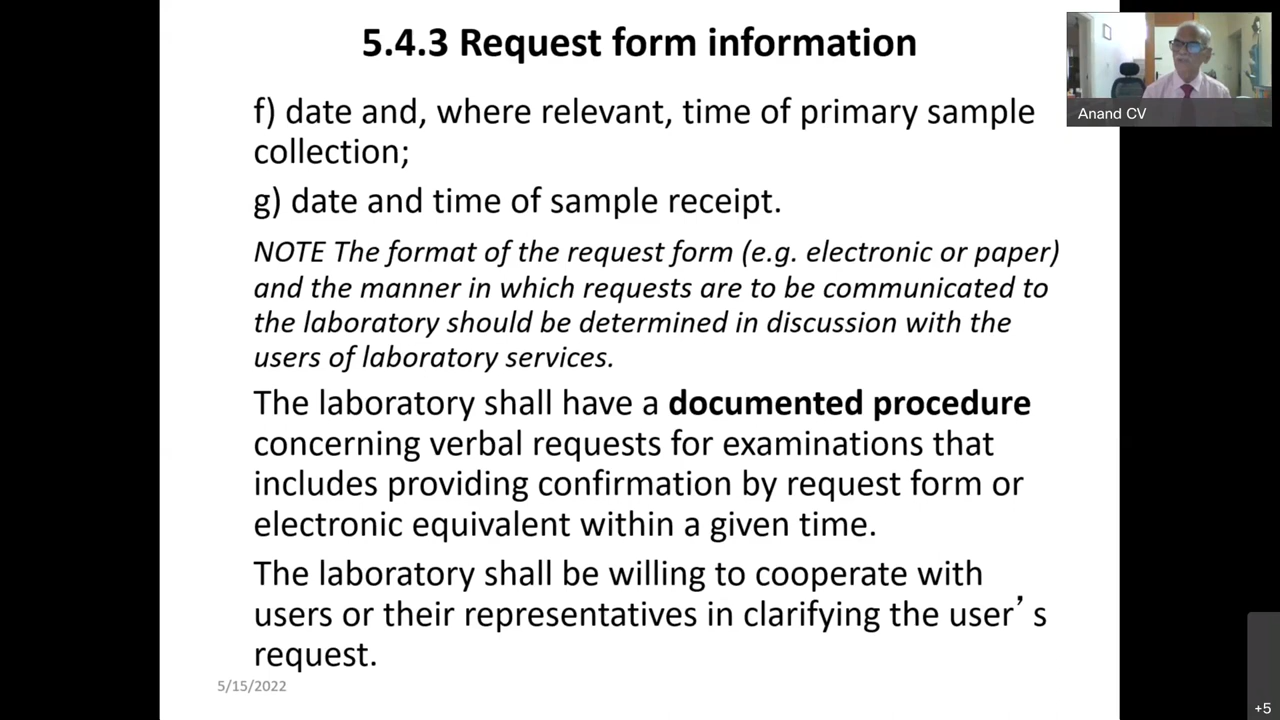 5.4.3 Request form information
f) date and, where relevant, time of primary sample
collection;
g) date and time of sample receipt.
NOTE The format of the request form (e.g. electronic or paper)
and the manner in which requests are to be communicated to
the laboratory should be determined in discussion with the
users of laboratory services.
The laboratory shall have a documented procedure
concerning verbal requests for examinations that
includes providing confirmation by request form or
electronic equivalent within a given time.
The laboratory shall be willing to cooperate with
users or their representatives in clarifying the user’s
request.
5/15/2022
Anand CV
+5